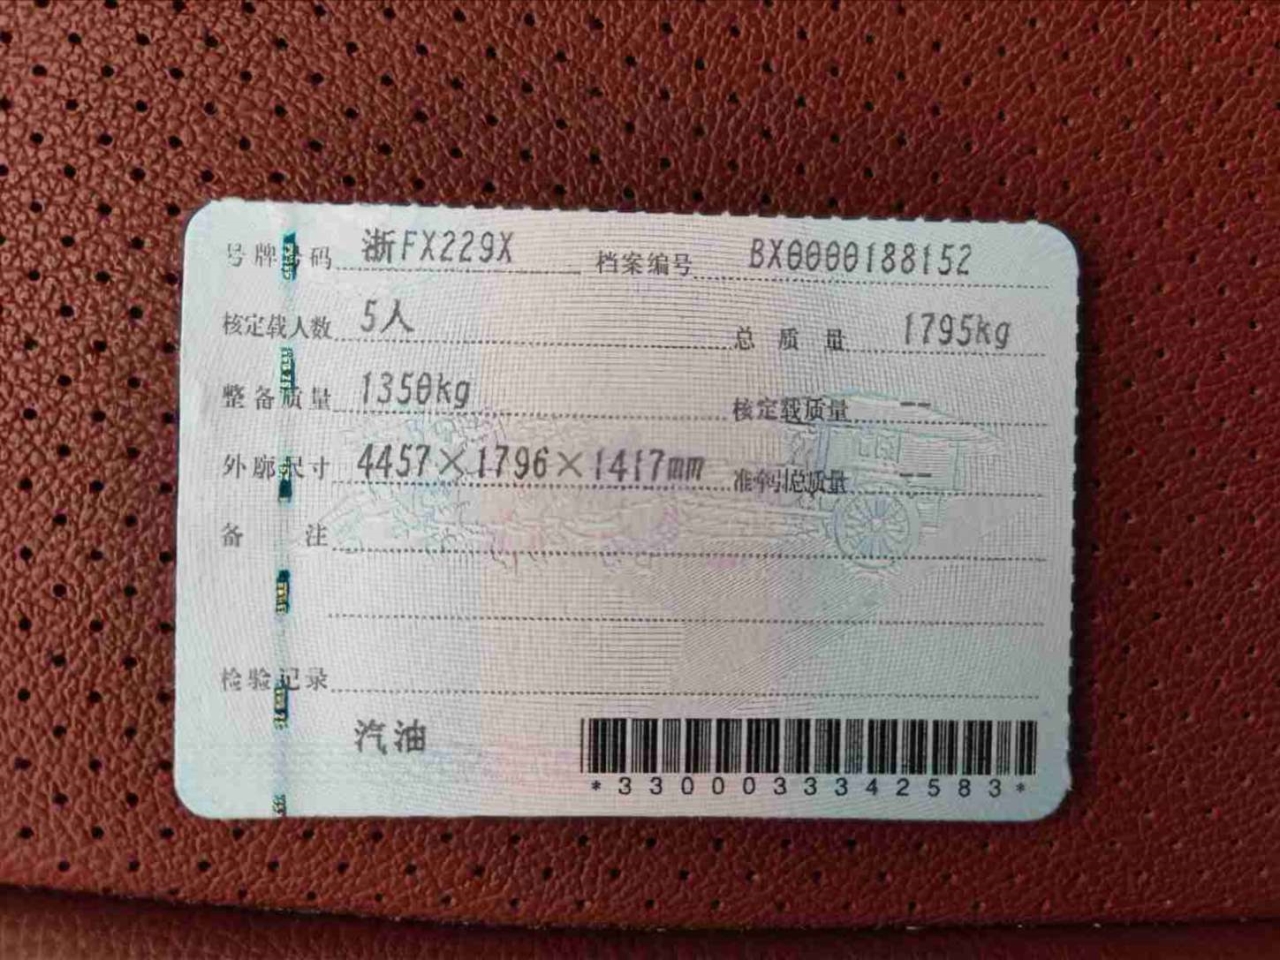 号牌号码 浙FX229X 档案编号 BX0000188152
核定载人数 5人 总质量 1795kg
整备质量 1350kg 核定载质量 --
外廓尺寸 4457×1796×1417mm 准牵引总质量 --
备注
检验记录
汽油
*3300033342583*